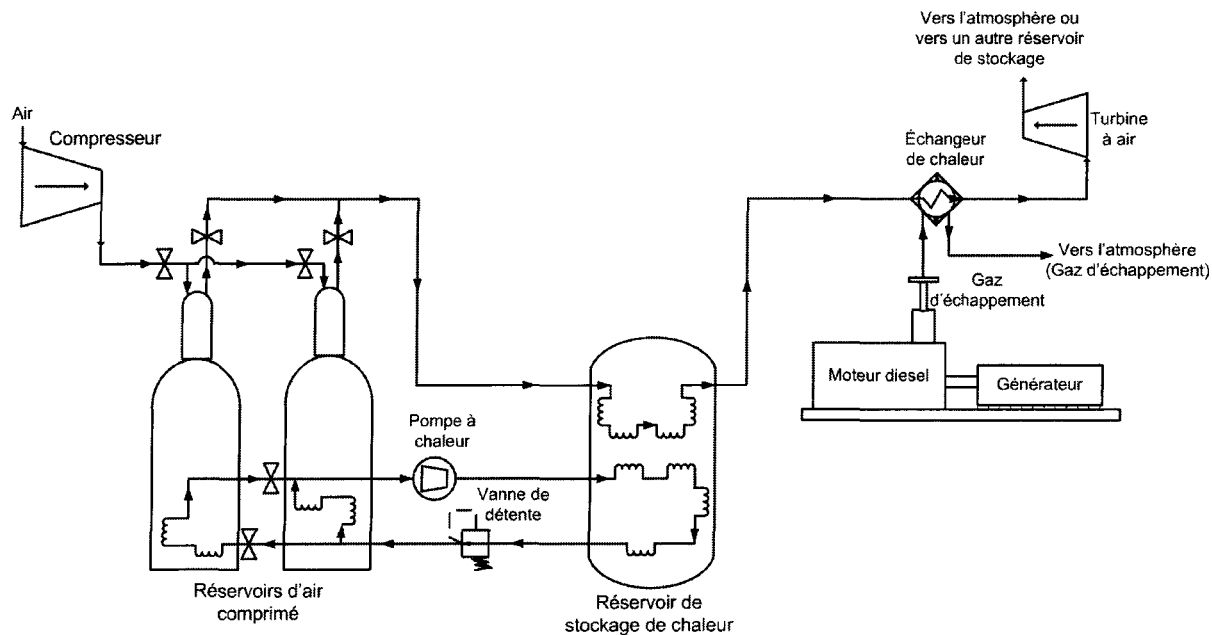 Vers l'atmosphère ou
vers un autre réservoir
de stockage
Air
Compresseur
Turbine
à air
Échangeur
de chaleur
Vers l'atmosphère
(Gaz d'échappement)
Gaz
d'échappement
Moteur diesel
Générateur
Pompe à
chaleur
Vanne de
détente
Réservoirs d'air
comprimé
Réservoir de
stockage de chaleur